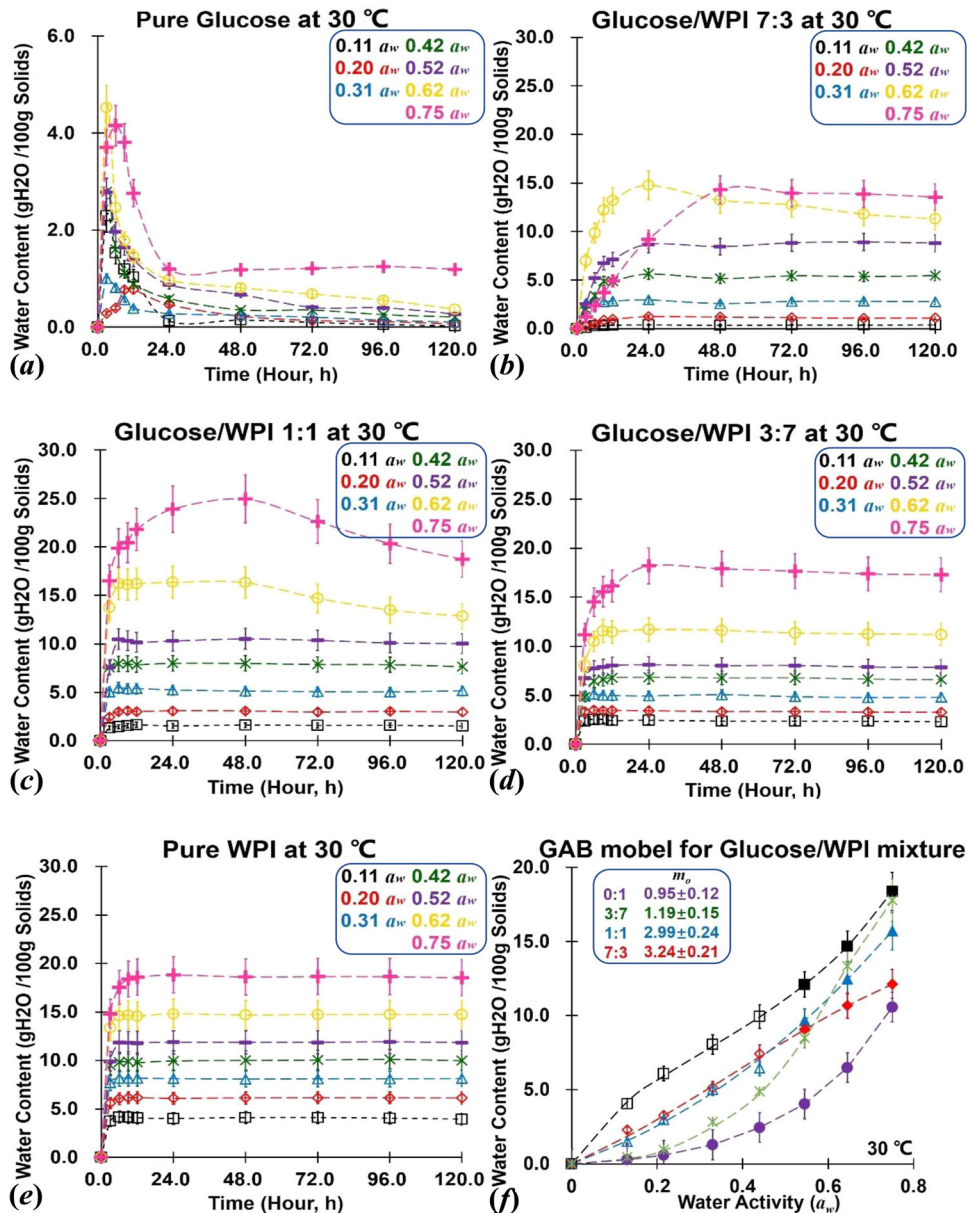 Pure Glucose at 30 ℃
Water Content (gH2O /100g Solids)
6.0
4.0
2.0
0.0
0.11 aw 0.42 aw
0.20 aw 0.52 aw
0.31 aw 0.62 aw
0.75 aw
0.0 24.0 48.0 72.0 96.0 120.0
Time (Hour, h)
(a)
Glucose/WPI 7:3 at 30 ℃
Water Content (gH2O /100g Solids)
30.0
25.0
20.0
15.0
10.0
5.0
0.0
0.11 aw 0.42 aw
0.20 aw 0.52 aw
0.31 aw 0.62 aw
0.75 aw
0.0 24.0 48.0 72.0 96.0 120.0
Time (Hour, h)
(b)
Glucose/WPI 1:1 at 30 ℃
Water Content (gH2O /100g Solids)
30.0
25.0
20.0
15.0
10.0
5.0
0.0
0.11 aw 0.42 aw
0.20 aw 0.52 aw
0.31 aw 0.62 aw
0.75 aw
0.0 24.0 48.0 72.0 96.0 120.0
Time (Hour, h)
(c)
Glucose/WPI 3:7 at 30 ℃
Water Content (gH2O /100g Solids)
30.0
25.0
20.0
15.0
10.0
5.0
0.0
0.11 aw 0.42 aw
0.20 aw 0.52 aw
0.31 aw 0.62 aw
0.75 aw
0.0 24.0 48.0 72.0 96.0 120.0
Time (Hour, h)
(d)
Pure WPI at 30 ℃
Water Content (gH2O /100g Solids)
30.0
25.0
20.0
15.0
10.0
5.0
0.0
0.11 aw 0.42 aw
0.20 aw 0.52 aw
0.31 aw 0.62 aw
0.75 aw
0.0 24.0 48.0 72.0 96.0 120.0
Time (Hour, h)
(e)
GAB mobel for Glucose/WPI mixture
Water Content (gH2O /100g Solids)
20.0
15.0
10.0
5.0
0.0
mo
0:1 0.95±0.12
3:7 1.19±0.15
1:1 2.99±0.24
7:3 3.24±0.21
30 ℃
0 0.2 0.4 0.6 0.8
Water Activity (aw)
(f)